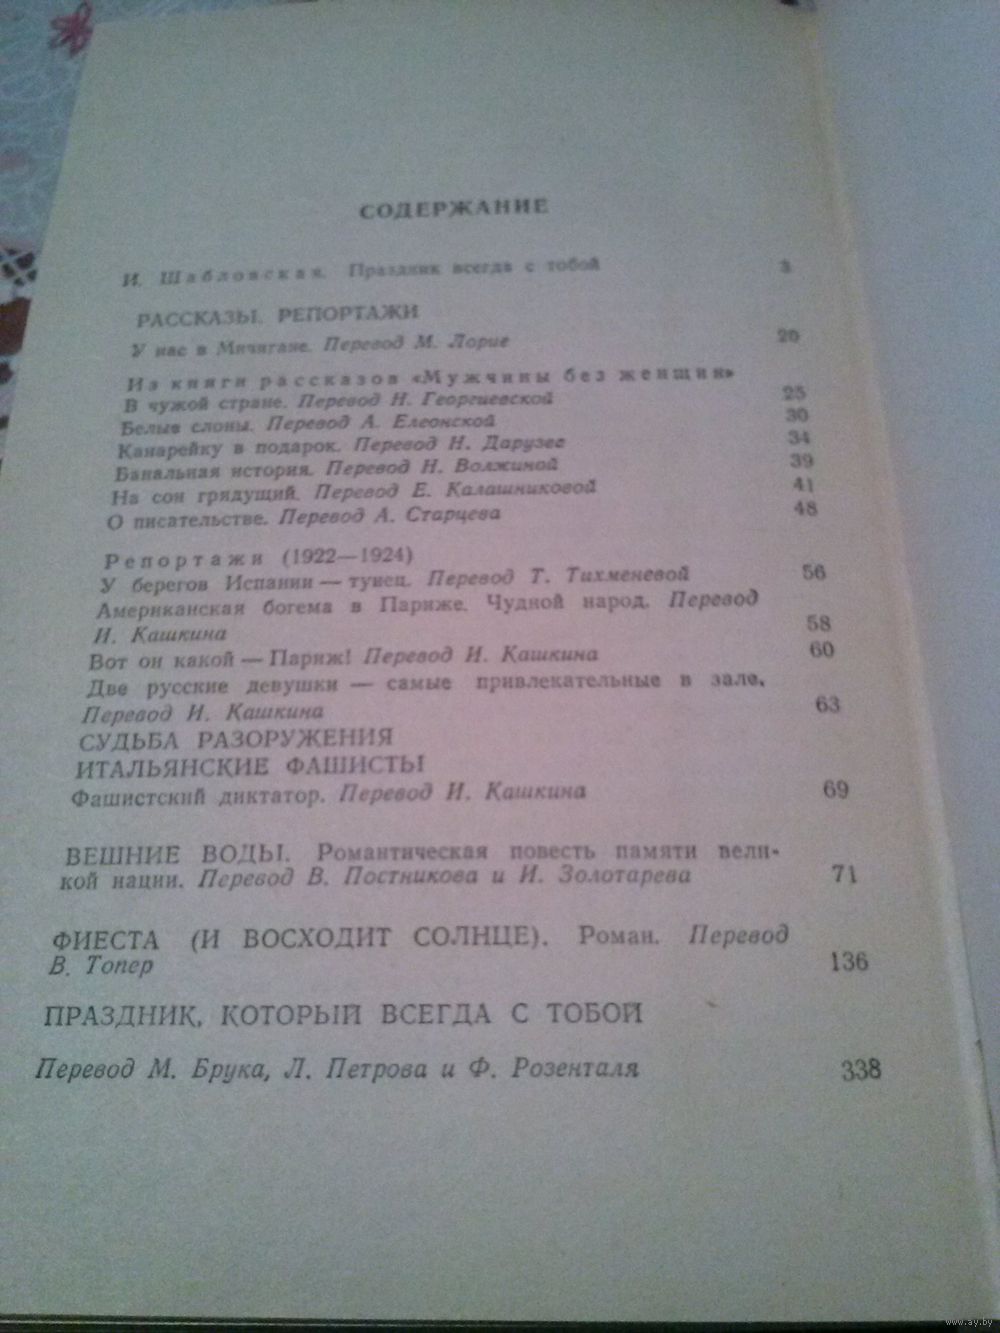 СОДЕРЖАНИЕ
И. Шабловская. Праздник всегда с тобой 3
РАССКАЗЫ. РЕПОРТАЖИ
У нас в Мичигане. Перевод М. Лорие 20
Из книги рассказов «Мужчины без женщин»
В чужой стране. Перевод Н. Георгиевской 25
Белые слоны. Перевод А. Елеонской 30
Канарейку в подарок. Перевод Н. Дарузес 34
Банальная история. Перевод Н. Волжиной 39
На сон грядущий. Перевод Е. Калашниковой 41
О писательстве. Перевод А. Старцева 48
Репортажи (1922—1924)
У берегов Испании — тунец. Перевод Т. Тихменевой 56
Американская богема в Париже. Чудной народ. Перевод
И. Кашкина 58
Вот он какой — Париж! Перевод И. Кашкина 60
Две русские девушки — самые привлекательные в зале.
Перевод И. Кашкина 63
СУДЬБА РАЗОРУЖЕНИЯ
ИТАЛЬЯНСКИЕ ФАШИСТЫ
Фашистский диктатор. Перевод И. Кашкина 69
ВЕШНИЕ ВОДЫ. Романтическая повесть памяти вели-
кой нации. Перевод В. Постникова и И. Золотарева 71
ФИЕСТА (И ВОСХОДИТ СОЛНЦЕ). Роман. Перевод
В. Топер 136
ПРАЗДНИК, КОТОРЫЙ ВСЕГДА С ТОБОЙ
Перевод М. Брука, Л. Петрова и Ф. Розенталя 338
www.ay.by